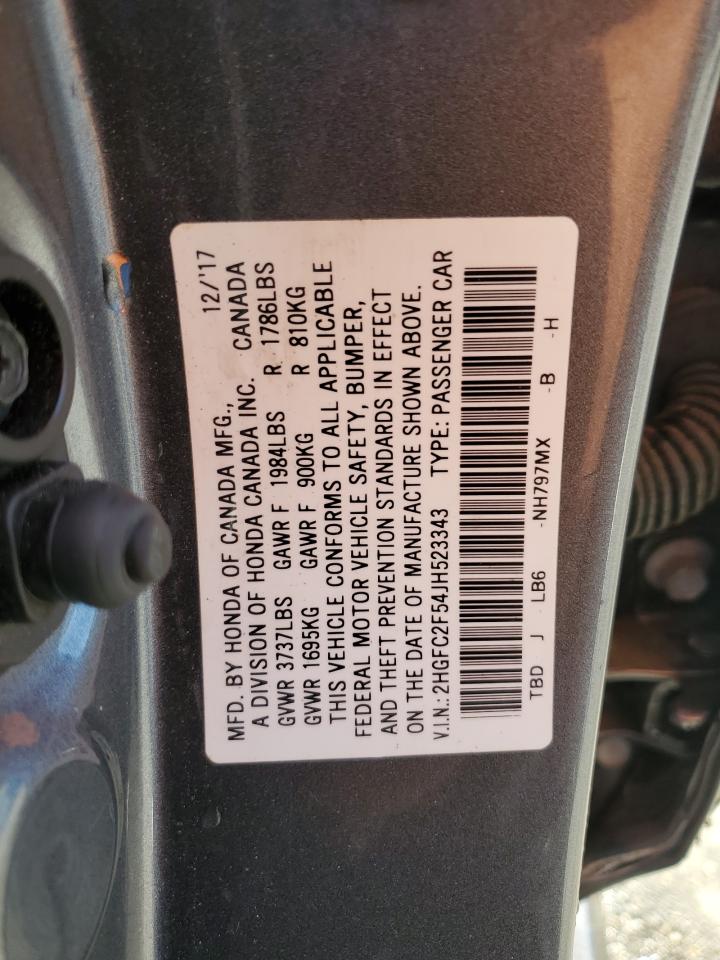 MFD. BY HONDA OF CANADA MFG., 12/'17
A DIVISION OF HONDA CANADA INC. CANADA
GVWR 3737LBS GAWR F 1984LBS R 1786LBS
GVWR 1695KG GAWR F 900KG R 810KG
THIS VEHICLE CONFORMS TO ALL APPLICABLE
FEDERAL MOTOR VEHICLE SAFETY, BUMPER,
AND THEFT PREVENTION STANDARDS IN EFFECT
ON THE DATE OF MANUFACTURE SHOWN ABOVE.
V.I.N.: 2HGFC2F54JH523343 TYPE: PASSENGER CAR
TBD J LB6 -NH797MX -B -H